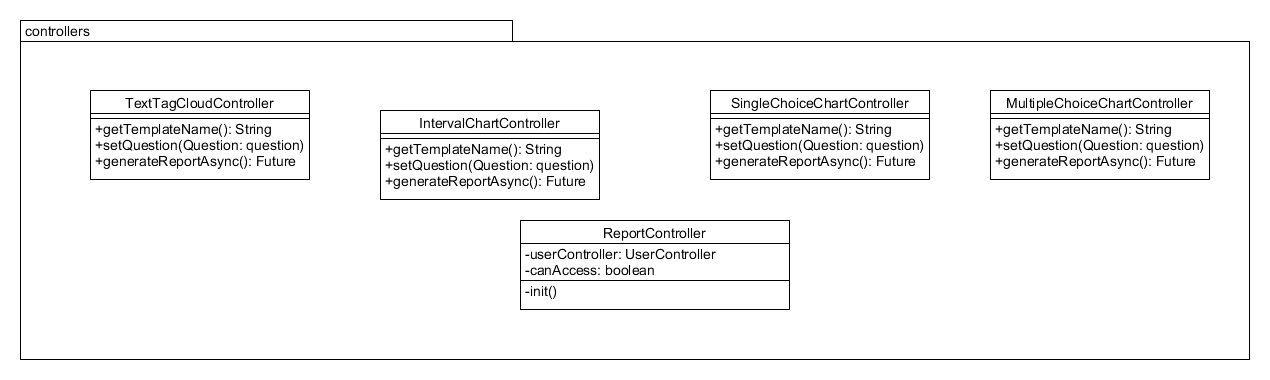 controllers
TextTagCloudController
+getTemplateName(): String
+setQuestion(Question: question)
+generateReportAsync(): Future
IntervalChartController
+getTemplateName(): String
+setQuestion(Question: question)
+generateReportAsync(): Future
SingleChoiceChartController
+getTemplateName(): String
+setQuestion(Question: question)
+generateReportAsync(): Future
MultipleChoiceChartController
+getTemplateName(): String
+setQuestion(Question: question)
+generateReportAsync(): Future
ReportController
-userController: UserController
-canAccess: boolean
-init()